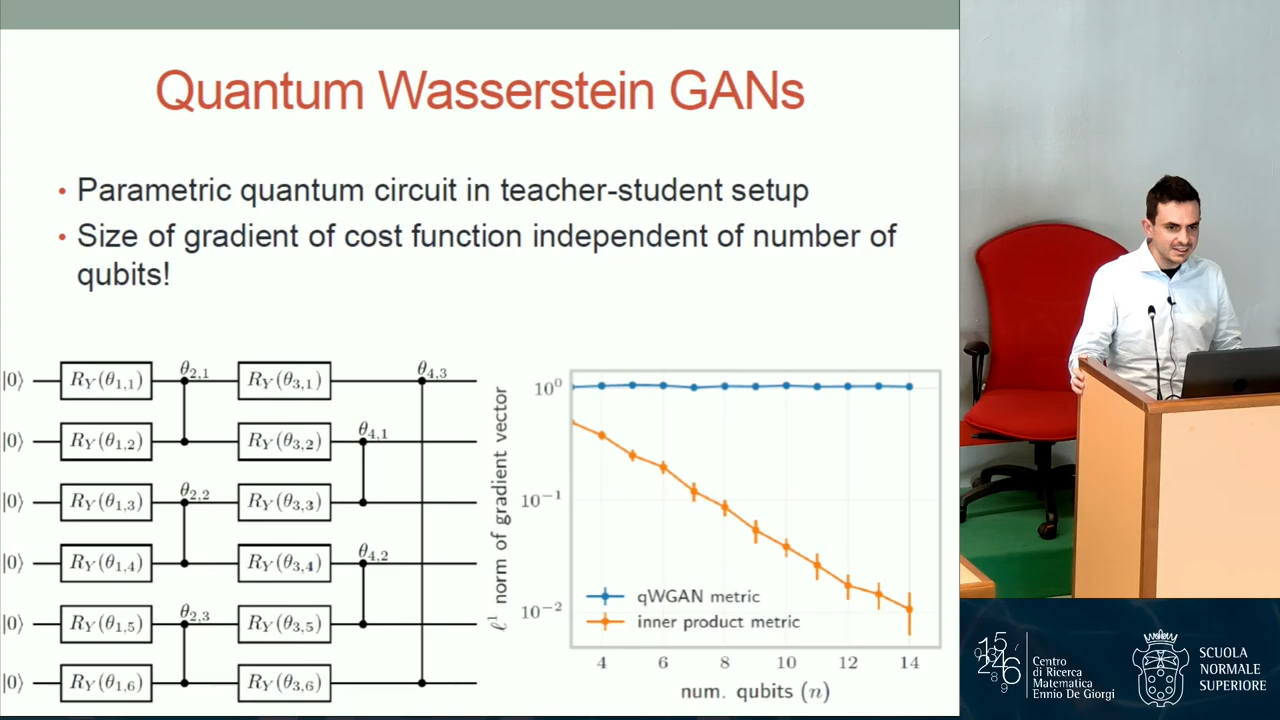 Quantum Wasserstein GANs
• Parametric quantum circuit in teacher-student setup
• Size of gradient of cost function independent of number of
qubits!
|0⟩ R_Y(θ_{1,1}) θ_{2,1} R_Y(θ_{3,1}) θ_{4,3}
|0⟩ R_Y(θ_{1,2}) R_Y(θ_{3,2}) θ_{4,1}
|0⟩ R_Y(θ_{1,3}) θ_{2,2} R_Y(θ_{3,3})
|0⟩ R_Y(θ_{1,4}) R_Y(θ_{3,4}) θ_{4,2}
|0⟩ R_Y(θ_{1,5}) θ_{2,3} R_Y(θ_{3,5})
|0⟩ R_Y(θ_{1,6}) R_Y(θ_{3,6})
ℓ¹ norm of gradient vector
10⁰
10⁻¹
10⁻²
qWGAN metric
inner product metric
4 6 8 10 12 14
num. qubits (n)
Centro
di Ricerca
Matematica
Ennio De Giorgi
SCUOLA
NORMALE
SUPERIORE